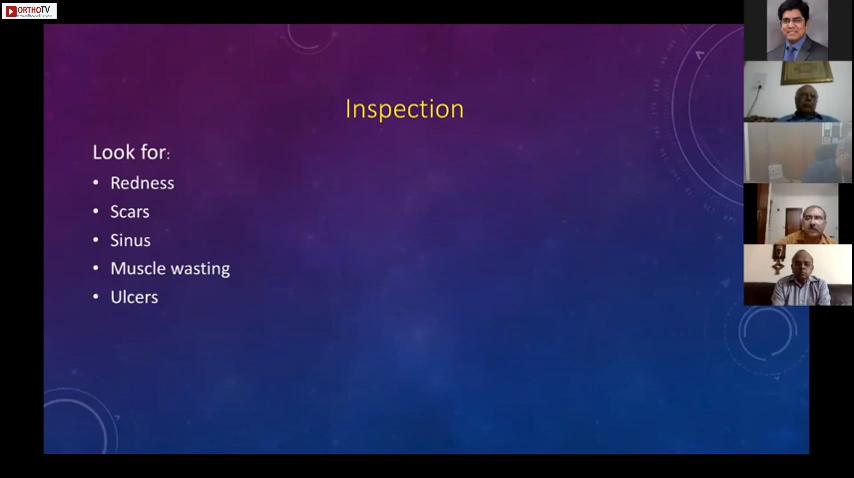 ORTHOTV
Inspection
Look for:
• Redness
• Scars
• Sinus
• Muscle wasting
• Ulcers